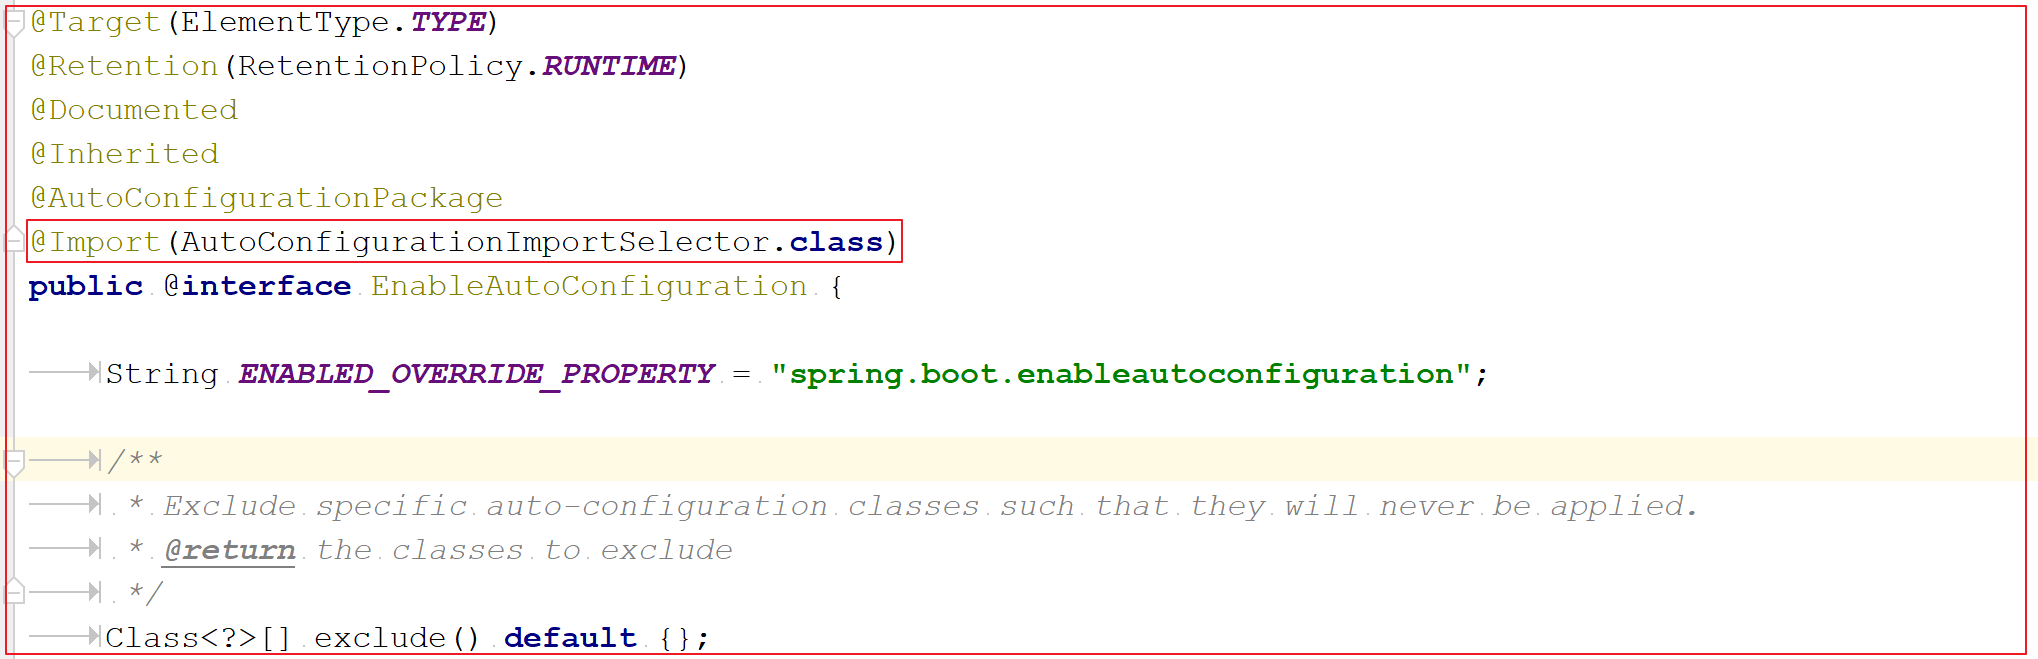 @Target(ElementType.TYPE)
@Retention(RetentionPolicy.RUNTIME)
@Documented
@Inherited
@AutoConfigurationPackage
@Import(AutoConfigurationImportSelector.class)
public @interface EnableAutoConfiguration {
String ENABLED_OVERRIDE_PROPERTY = "spring.boot.enableautoconfiguration";
/**
* Exclude specific auto-configuration classes such that they will never be applied.
* @return the classes to exclude
*/
Class<?>[] exclude() default {};